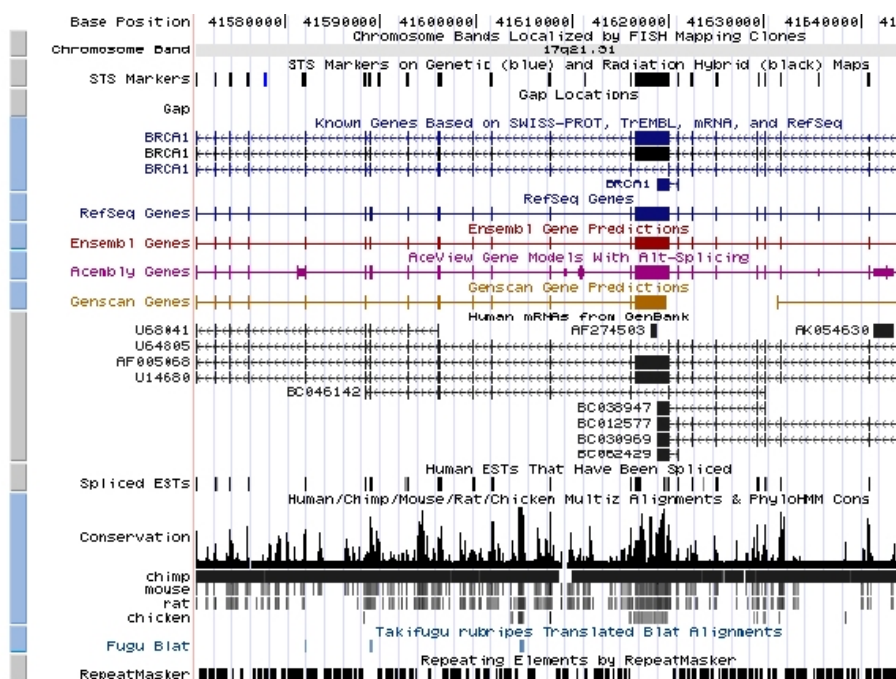 Base Position 41580000| 41590000| 41600000| 41610000| 41620000| 41630000| 41640000| 41
Chromosome Bands Localized by FISH Mapping Clones
Chromosome Band 17q21.31
STS Markers on Genetic (blue) and Radiation Hybrid (black) Maps
STS Markers
Gap Locations
Gap
Known Genes Based on SWISS-PROT, TrEMBL, mRNA, and RefSeq
BRCA1
BRCA1
BRCA1
BRCA1
RefSeq Genes
RefSeq Genes
Ensembl Gene Predictions
Ensembl Genes
AceView Gene Models With Alt-Splicing
Acembly Genes
Genscan Gene Predictions
Genscan Genes
Human mRNAs from GenBank
U68041 AF274503 AK054630
U64805
AF005068
U14680
BC046142
BC038947
BC012577
BC030969
BC062429
Human ESTs That Have Been Spliced
Spliced ESTs
Human/Chimp/Mouse/Rat/Chicken Multiz Alignments & PhyloHMM Cons
Conservation
chimp
mouse
rat
chicken
Takifugu rubripes Translated Blat Alignments
Fugu Blat
Repeating Elements by RepeatMasker
RepeatMasker